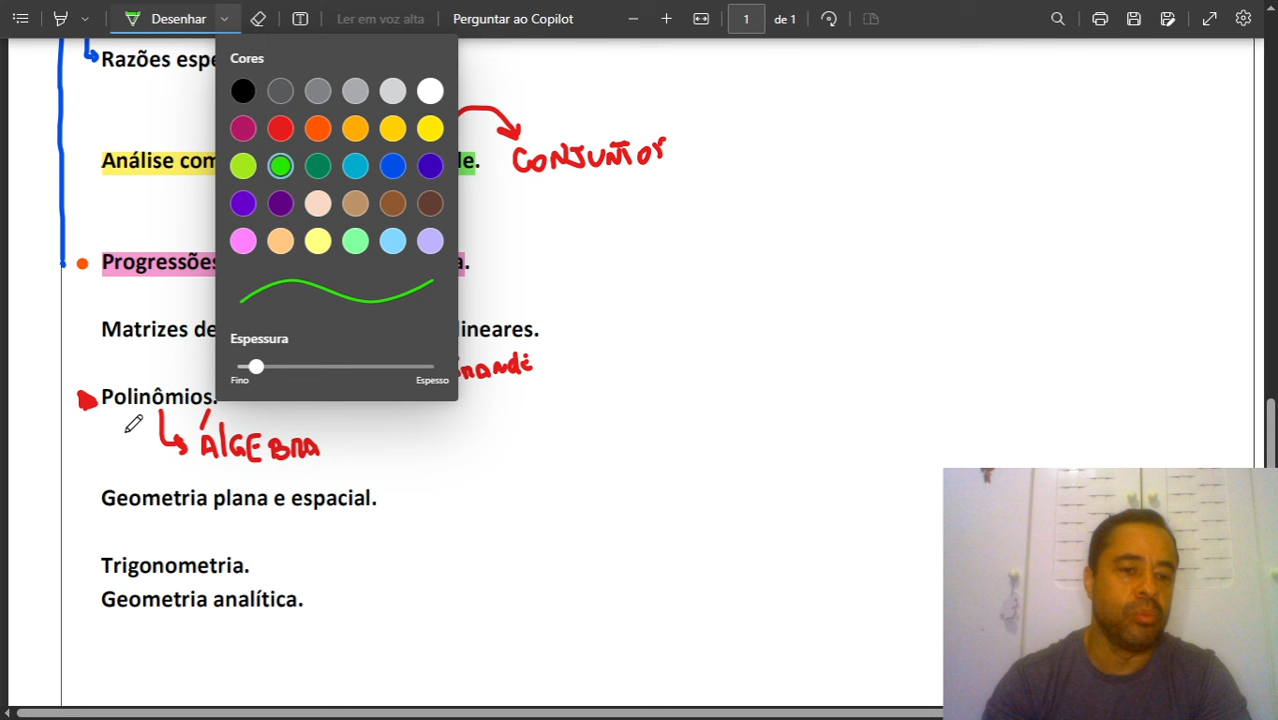 Desenhar Ler em voz alta Perguntar ao Copilot 1 de 1
Razões espe
Cores
Análise com le. CONJUNTOS
Progressões a.
Matrizes de lineares.
Espessura
Fino Espesso
Polinômios.
ÁLGEBRA
Geometria plana e espacial.
Trigonometria.
Geometria analítica.